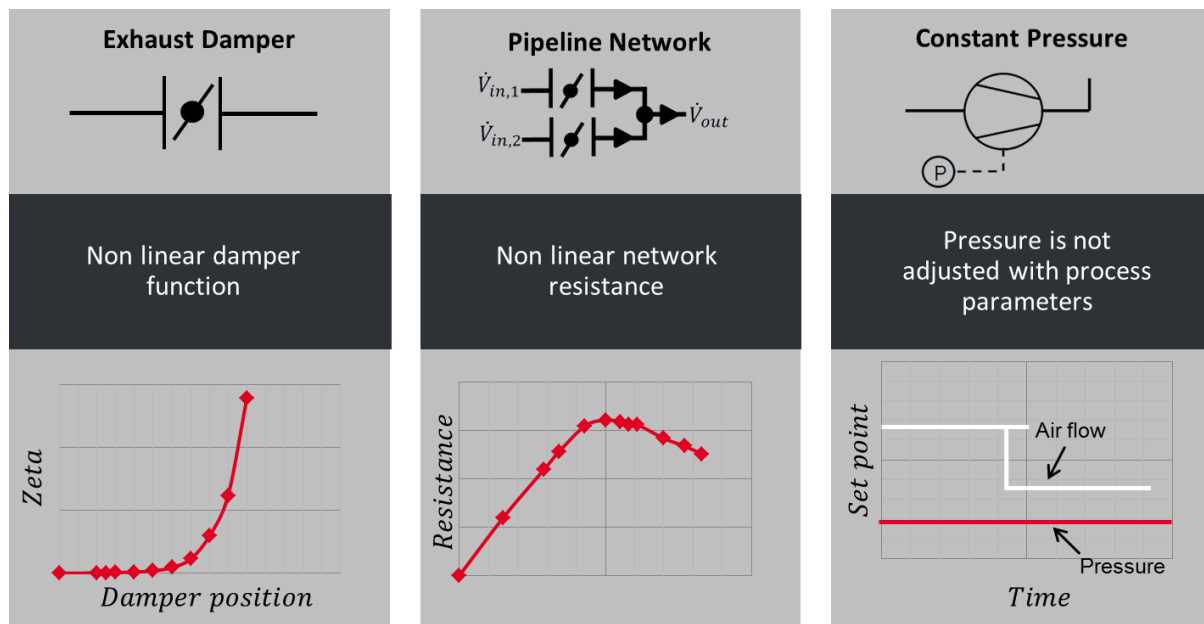 Exhaust Damper
Non linear damper
function
Zeta
Damper position
Pipeline Network
V̇in,1
V̇in,2
V̇out
Non linear network
resistance
Resistance
Constant Pressure
P
Pressure is not
adjusted with process
parameters
Set point
Air flow
Pressure
Time